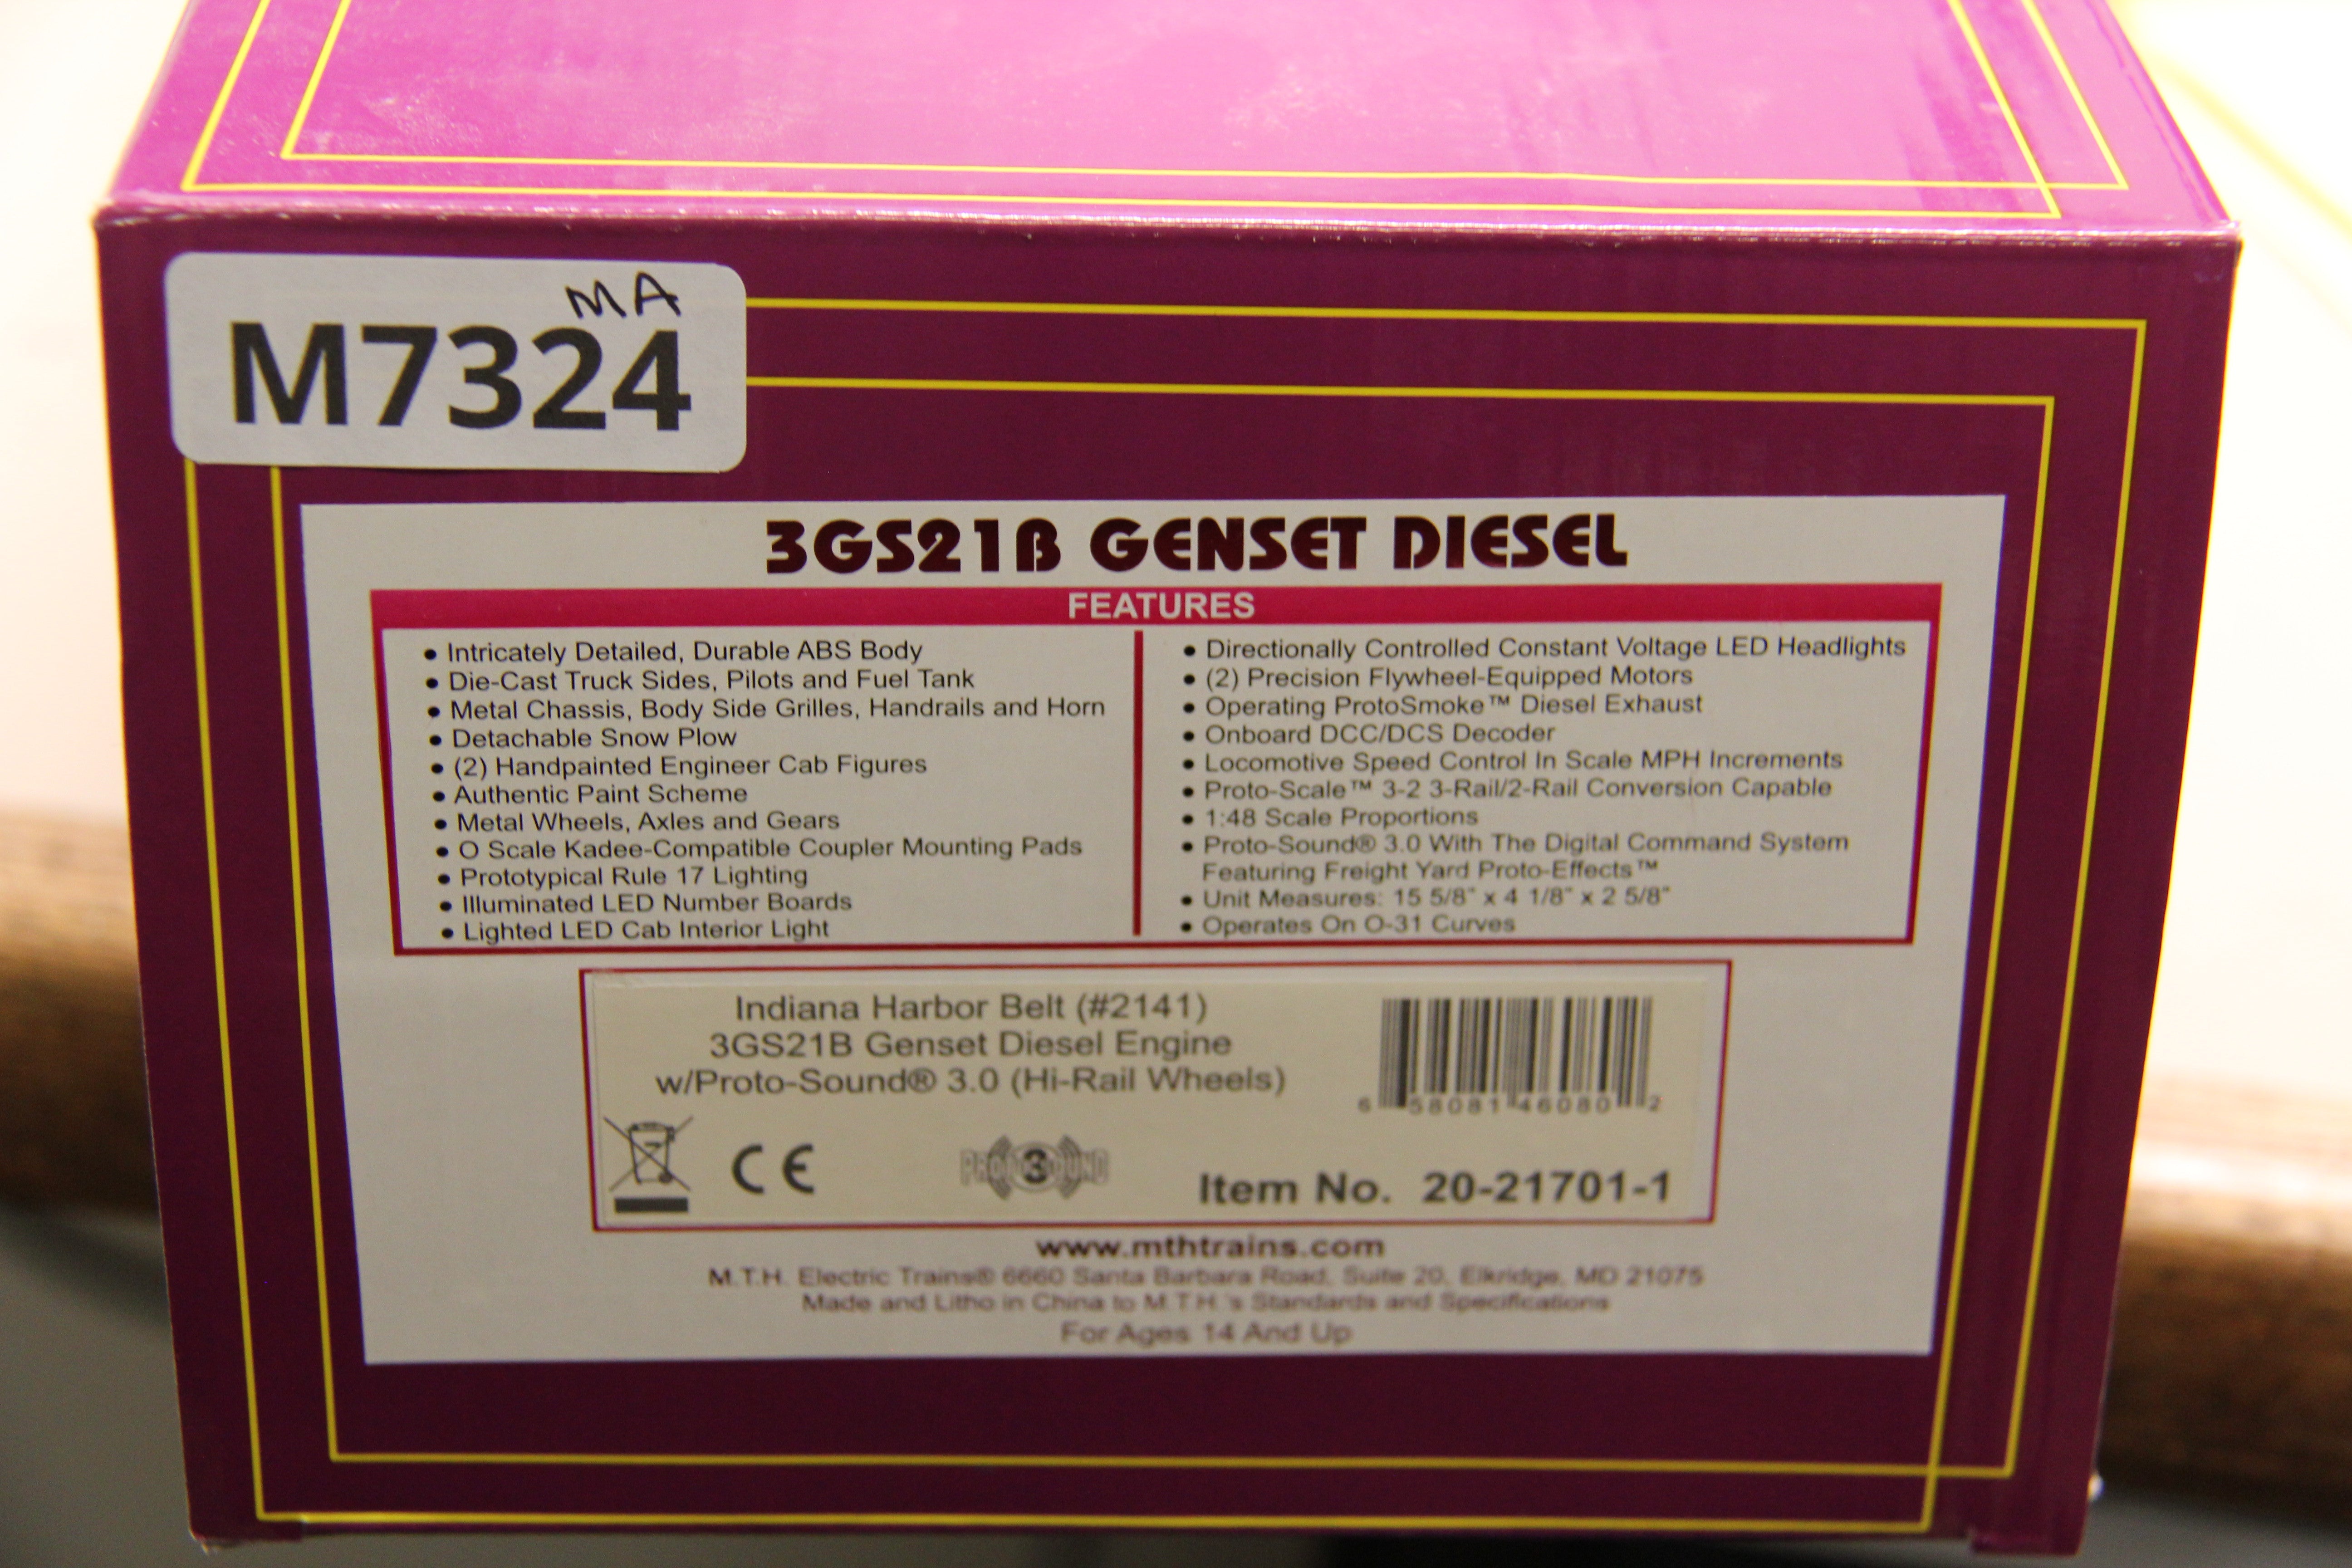 MA
M7324
3GS21B GENSET DIESEL
FEATURES
• Intricately Detailed, Durable ABS Body
• Die-Cast Truck Sides, Pilots and Fuel Tank
• Metal Chassis, Body Side Grilles, Handrails and Horn
• Detachable Snow Plow
• (2) Handpainted Engineer Cab Figures
• Authentic Paint Scheme
• Metal Wheels, Axles and Gears
• O Scale Kadee-Compatible Coupler Mounting Pads
• Prototypical Rule 17 Lighting
• Illuminated LED Number Boards
• Lighted LED Cab Interior Light
• Directionally Controlled Constant Voltage LED Headlights
• (2) Precision Flywheel-Equipped Motors
• Operating ProtoSmoke™ Diesel Exhaust
• Onboard DCC/DCS Decoder
• Locomotive Speed Control In Scale MPH Increments
• Proto-Scale™ 3-2 3-Rail/2-Rail Conversion Capable
• 1:48 Scale Proportions
• Proto-Sound® 3.0 With The Digital Command System
Featuring Freight Yard Proto-Effects™
• Unit Measures: 15 5/8" x 4 1/8" x 2 5/8"
• Operates On O-31 Curves
Indiana Harbor Belt (#2141)
3GS21B Genset Diesel Engine
w/Proto-Sound® 3.0 (Hi-Rail Wheels)
6 58081 46080 2
CE
PROTO 3 SOUND
Item No. 20-21701-1
www.mthtrains.com
M.T.H. Electric Trains® 6660 Santa Barbara Road, Suite 20, Elkridge, MD 21075
Made and Litho in China to M.T.H.'s Standards and Specifications
For Ages 14 And Up